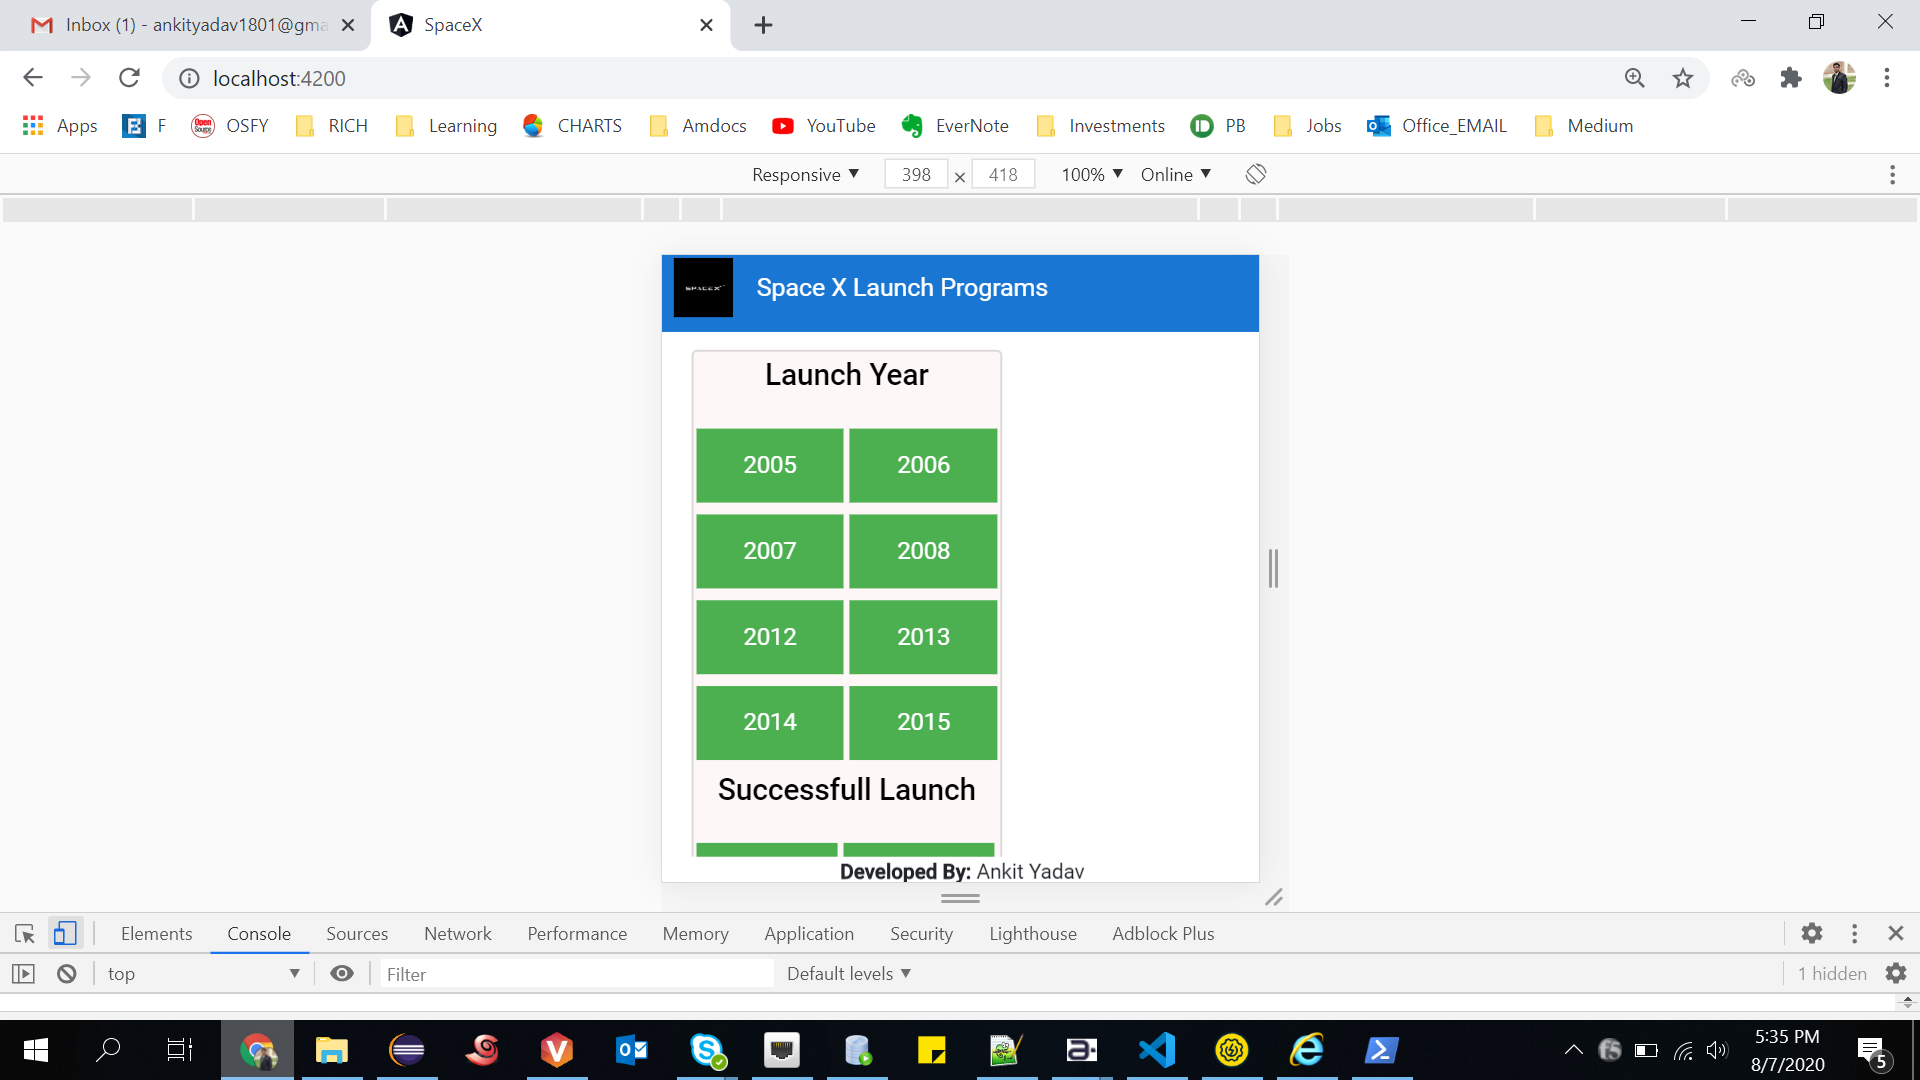 Inbox (1) - ankityadav1801@gma
SpaceX
localhost:4200
Apps F OSFY RICH Learning CHARTS Amdocs YouTube EverNote Investments PB Jobs Office_EMAIL Medium
Responsive ▼ 398 × 418 100% ▼ Online ▼
SPACEX
Space X Launch Programs
Launch Year
2005 2006
2007 2008
2012 2013
2014 2015
Successfull Launch
Developed By: Ankit Yadav
Elements Console Sources Network Performance Memory Application Security Lighthouse Adblock Plus
top ▼ Filter Default levels ▼ 1 hidden
5:35 PM
8/7/2020
5